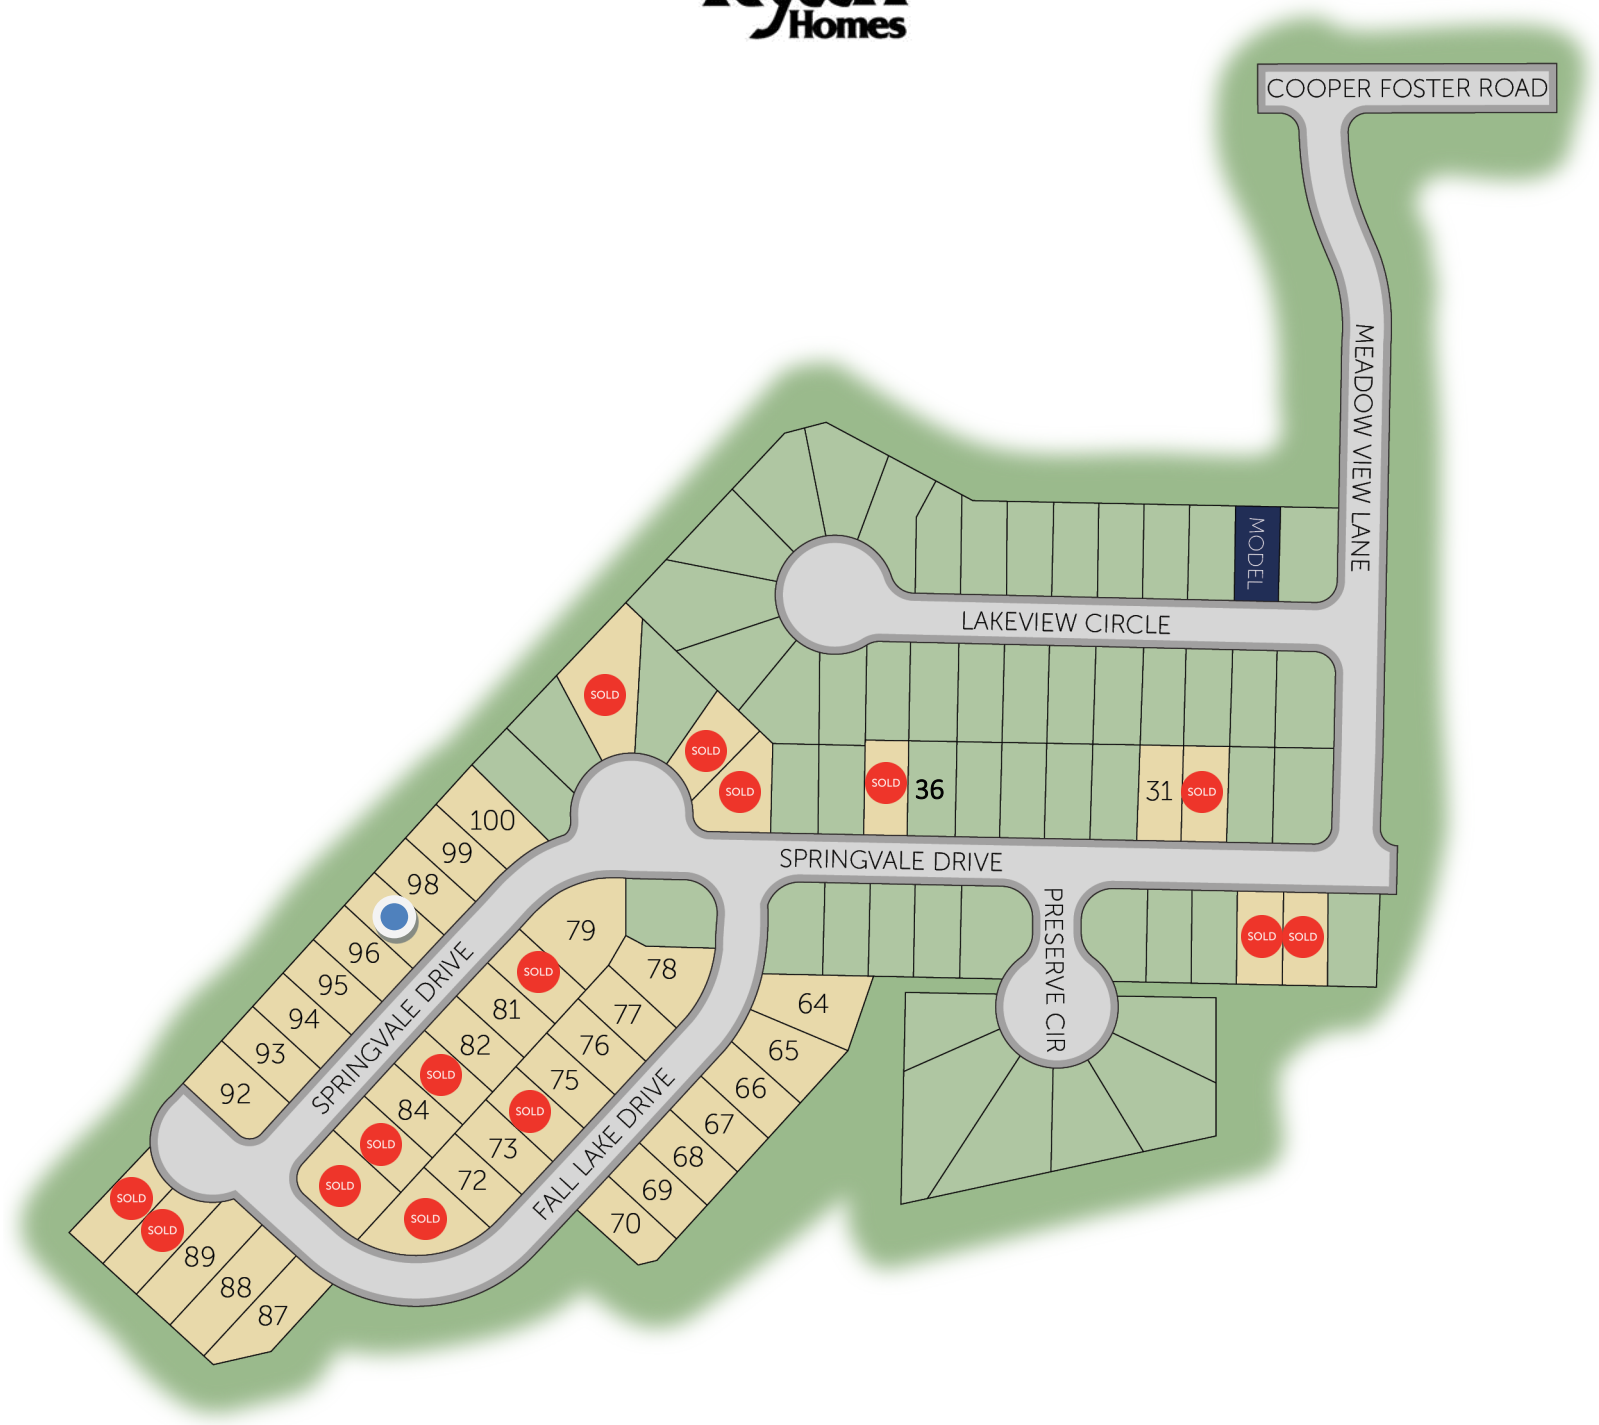 Homes
COOPER FOSTER ROAD
MEADOW VIEW LANE
MODEL
LAKEVIEW CIRCLE
SOLD
SOLD
SOLD
SOLD
36
31
SOLD
100
99
98
96
95
94
93
92
SPRINGVALE DRIVE
PRESERVE CIR
SOLD
SOLD
SPRINGVALE DRIVE
79
SOLD
78
81
77
82
76
SOLD
75
84
SOLD
SOLD
73
SOLD
72
SOLD
FALL LAKE DRIVE
64
65
66
67
68
69
70
SOLD
SOLD
89
88
87